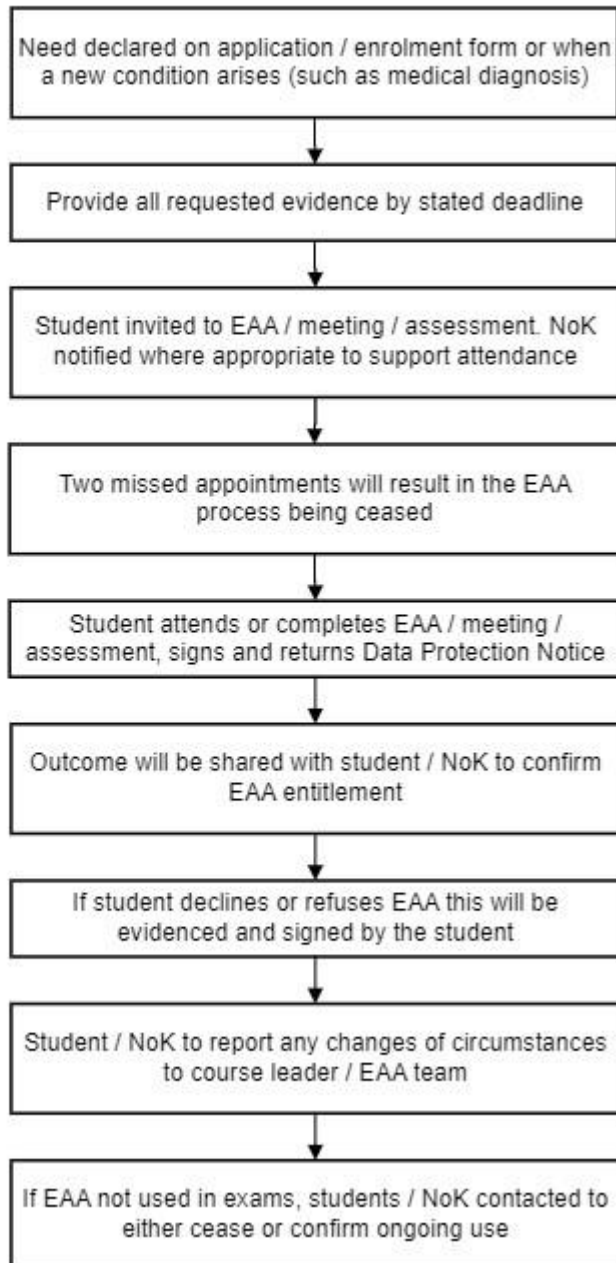 Need declared on application / enrolment form or when
a new condition arises (such as medical diagnosis)
Provide all requested evidence by stated deadline
Student invited to EAA / meeting / assessment. NoK
notified where appropriate to support attendance
Two missed appointments will result in the EAA
process being ceased
Student attends or completes EAA / meeting /
assessment, signs and returns Data Protection Notice
Outcome will be shared with student / NoK to confirm
EAA entitlement
If student declines or refuses EAA this will be
evidenced and signed by the student
Student / NoK to report any changes of circumstances
to course leader / EAA team
If EAA not used in exams, students / NoK contacted to
either cease or confirm ongoing use